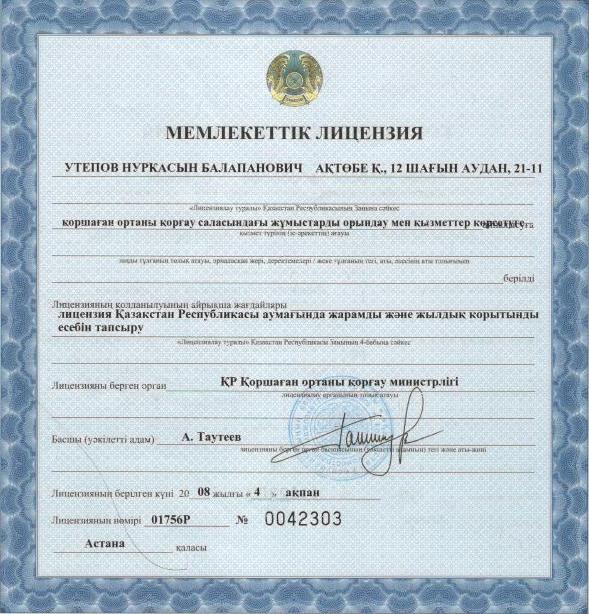 МЕМЛЕКЕТТІК ЛИЦЕНЗИЯ
УТЕПОВ НУРКАСЫН БАЛАПАНОВИЧ АҚТӨБЕ Қ., 12 ШАҒЫН АУДАН, 21-11
«Лицензиялау туралы» Қазақстан Республикасының Заңына сәйкес
қоршаған ортаны қорғау саласындағы жұмыстарды орындау мен қызметтер көрсетуге
қызмет түрінің (іс-әрекеттің) атауы
заңды тұлғаның толық атауы, орналасқан жері, деректемелері / жеке тұлғаның тегі, аты, әкесінің аты толығымен
берілді
Лицензияның қолданылуының айрықша жағдайлары
лицензия Қазақстан Республикасы аумағында жарамды және жылдық корытынды
есебін тапсыру
«Лицензиялау туралы» Қазақстан Республикасы Заңының 4-бабына сәйкес
Лицензияны берген орган ҚР Қоршаған ортаны қорғау министрлігі
лицензиялау органының толық атауы
Басшы (уәкілетті адам) А. Таутеев
лицензияны берген орган басшысының (уәкілетті адамның) тегі және аты-жөні
Лицензияның берілген күні 20 08 жылғы « 4 » ақпан
Лицензияның нөмірі 01756Р № 0042303
Астана қаласы